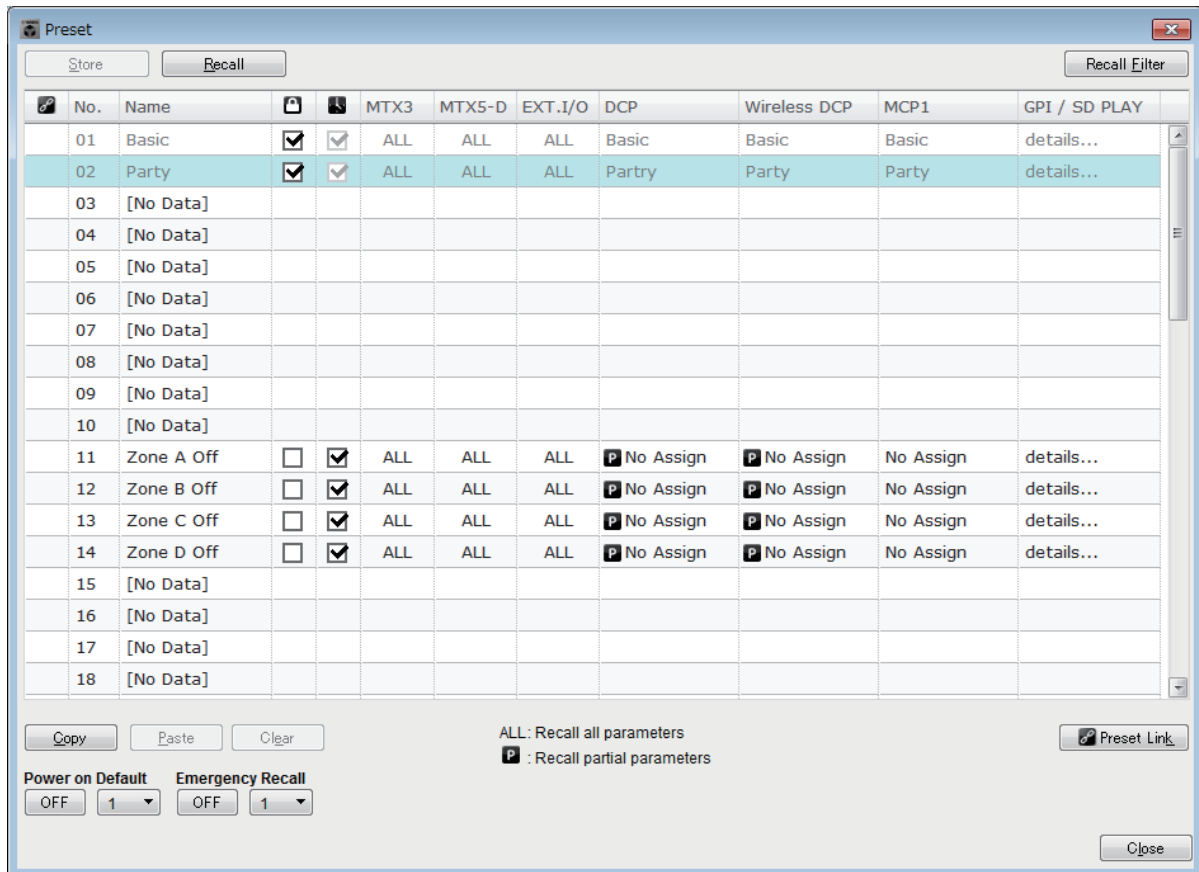 Preset
Store Recall Recall Filter
No. Name MTX3 MTX5-D EXT.I/O DCP Wireless DCP MCP1 GPI / SD PLAY
01 Basic ALL ALL ALL Basic Basic Basic details...
02 Party ALL ALL ALL Partry Party Party details...
03 [No Data]
04 [No Data]
05 [No Data]
06 [No Data]
07 [No Data]
08 [No Data]
09 [No Data]
10 [No Data]
11 Zone A Off ALL ALL ALL P No Assign P No Assign No Assign details...
12 Zone B Off ALL ALL ALL P No Assign P No Assign No Assign details...
13 Zone C Off ALL ALL ALL P No Assign P No Assign No Assign details...
14 Zone D Off ALL ALL ALL P No Assign P No Assign No Assign details...
15 [No Data]
16 [No Data]
17 [No Data]
18 [No Data]
Copy Paste Clear ALL: Recall all parameters Preset Link
P : Recall partial parameters
Power on Default Emergency Recall
OFF 1 OFF 1
Close